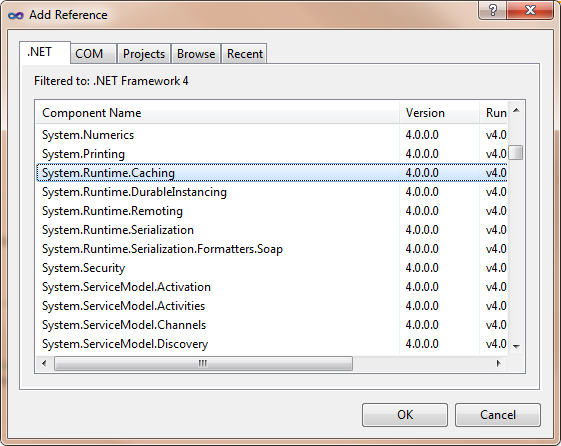 Add Reference
.NET COM Projects Browse Recent
Filtered to: .NET Framework 4
Component Name Version Run
System.Numerics 4.0.0.0 v4.0
System.Printing 4.0.0.0 v4.0
System.Runtime.Caching 4.0.0.0 v4.0
System.Runtime.DurableInstancing 4.0.0.0 v4.0
System.Runtime.Remoting 4.0.0.0 v4.0
System.Runtime.Serialization 4.0.0.0 v4.0
System.Runtime.Serialization.Formatters.Soap 4.0.0.0 v4.0
System.Security 4.0.0.0 v4.0
System.ServiceModel.Activation 4.0.0.0 v4.0
System.ServiceModel.Activities 4.0.0.0 v4.0
System.ServiceModel.Channels 4.0.0.0 v4.0
System.ServiceModel.Discovery 4.0.0.0 v4.0
OK Cancel